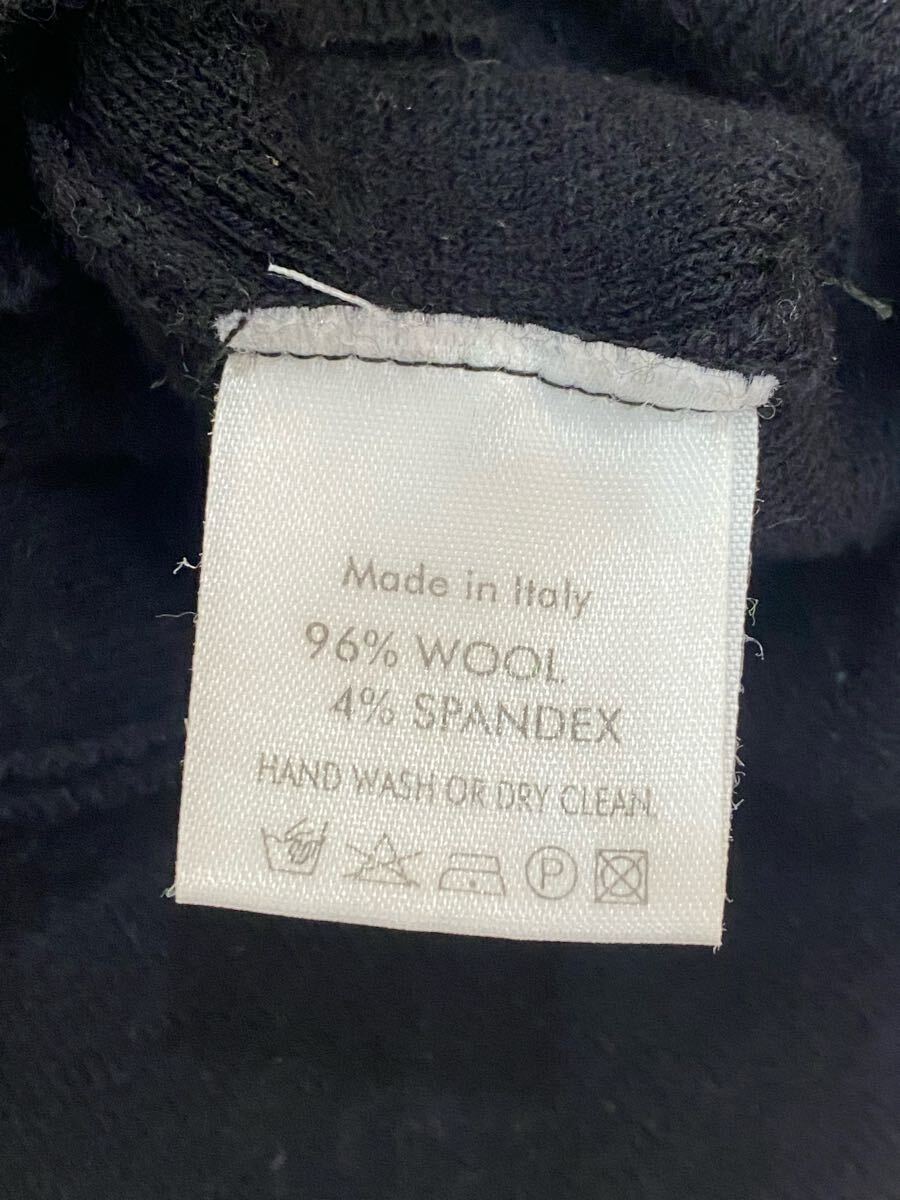 Made in Italy
96% WOOL
4% SPANDEX
HAND WASH OR DRY CLEAN.
P